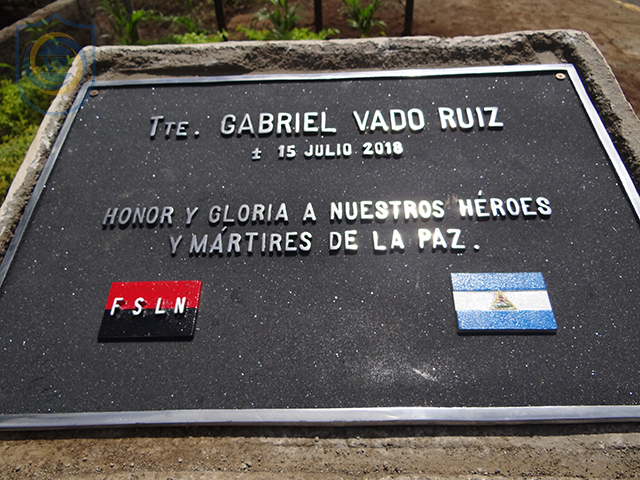 TTE. GABRIEL VADO RUIZ
± 15 JULIO 2018
HONOR Y GLORIA A NUESTROS HÉROES
Y MÁRTIRES DE LA PAZ.
FSLN